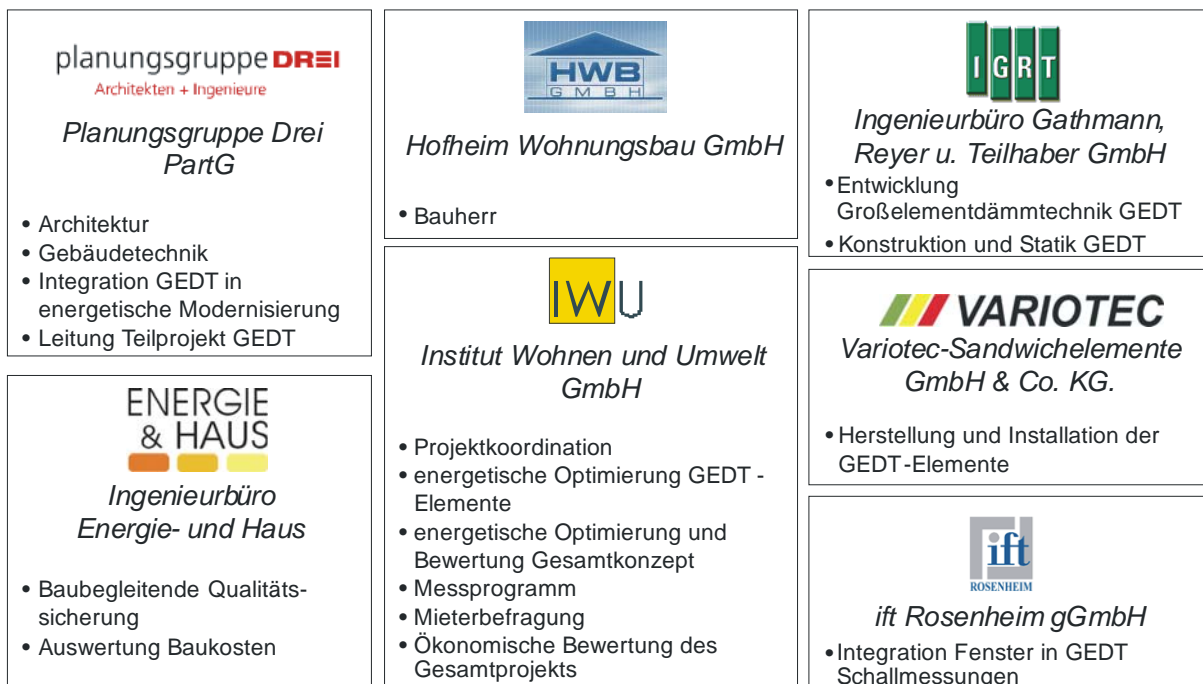 planungsgruppe DREI
Architekten + Ingenieure
Planungsgruppe Drei
PartG
• Architektur
• Gebäudetechnik
• Integration GEDT in
energetische Modernisierung
• Leitung Teilprojekt GEDT
ENERGIE
& HAUS
Ingenieurbüro
Energie- und Haus
• Baubegleitende Qualitäts-
sicherung
• Auswertung Baukosten
HWB
GMBH
Hofheim Wohnungsbau GmbH
• Bauherr
IWU
Institut Wohnen und Umwelt
GmbH
• Projektkoordination
• energetische Optimierung GEDT -
Elemente
• energetische Optimierung und
Bewertung Gesamtkonzept
• Messprogramm
• Mieterbefragung
• Ökonomische Bewertung des
Gesamtprojekts
IGRT
Ingenieurbüro Gathmann,
Reyer u. Teilhaber GmbH
• Entwicklung
Großelementdämmtechnik GEDT
• Konstruktion und Statik GEDT
VARIOTEC
Variotec-Sandwichelemente
GmbH & Co. KG.
• Herstellung und Installation der
GEDT-Elemente
ift
ROSENHEIM
ift Rosenheim gGmbH
• Integration Fenster in GEDT
Schallmessungen